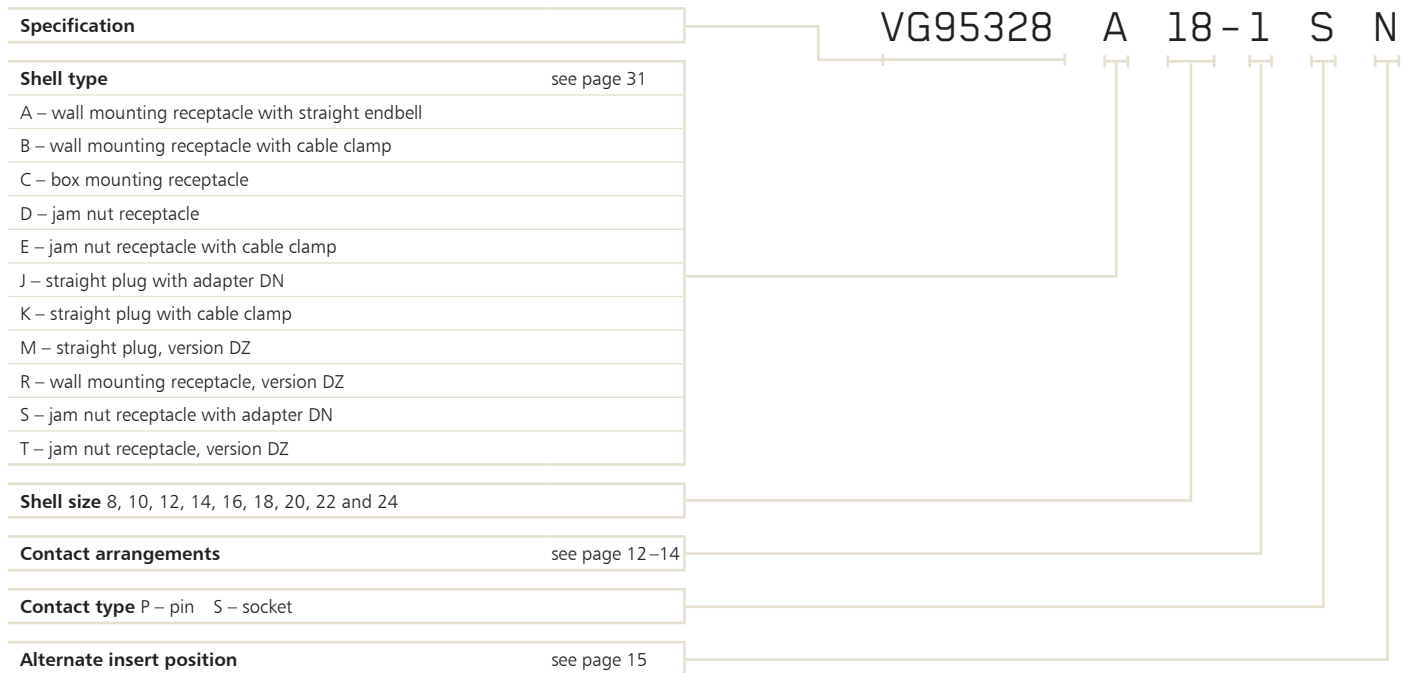 Specification
VG95328 A 18-1 S N
Shell type see page 31
A – wall mounting receptacle with straight endbell
B – wall mounting receptacle with cable clamp
C – box mounting receptacle
D – jam nut receptacle
E – jam nut receptacle with cable clamp
J – straight plug with adapter DN
K – straight plug with cable clamp
M – straight plug, version DZ
R – wall mounting receptacle, version DZ
S – jam nut receptacle with adapter DN
T – jam nut receptacle, version DZ
Shell size 8, 10, 12, 14, 16, 18, 20, 22 and 24
Contact arrangements see page 12–14
Contact type P – pin S – socket
Alternate insert position see page 15